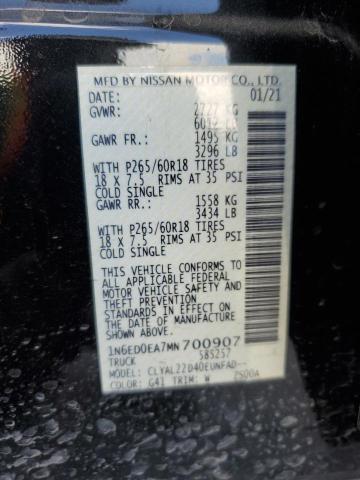 MFD BY NISSAN MOTOR CO., LTD.
DATE: 01/21
GVWR: 2727 KG
6012 LB
GAWR FR: 1495 KG
3296 LB
WITH P265/60R18 TIRES
18 X 7.5 RIMS AT 35 PSI
COLD SINGLE
GAWR RR: 1558 KG
3434 LB
WITH P265/60R18 TIRES
18 X 7.5 RIMS AT 35 PSI
COLD SINGLE
THIS VEHICLE CONFORMS TO
ALL APPLICABLE FEDERAL
MOTOR VEHICLE SAFETY
STANDARDS IN EFFECT ON
THE DATE OF MANUFACTURE
SHOWN ABOVE.
1N6ED0EA7MN700907
TRUCK 585257
MODEL: CLYAL22D40EUNFAD-
COLOR: G41 TRIM: W 7500A